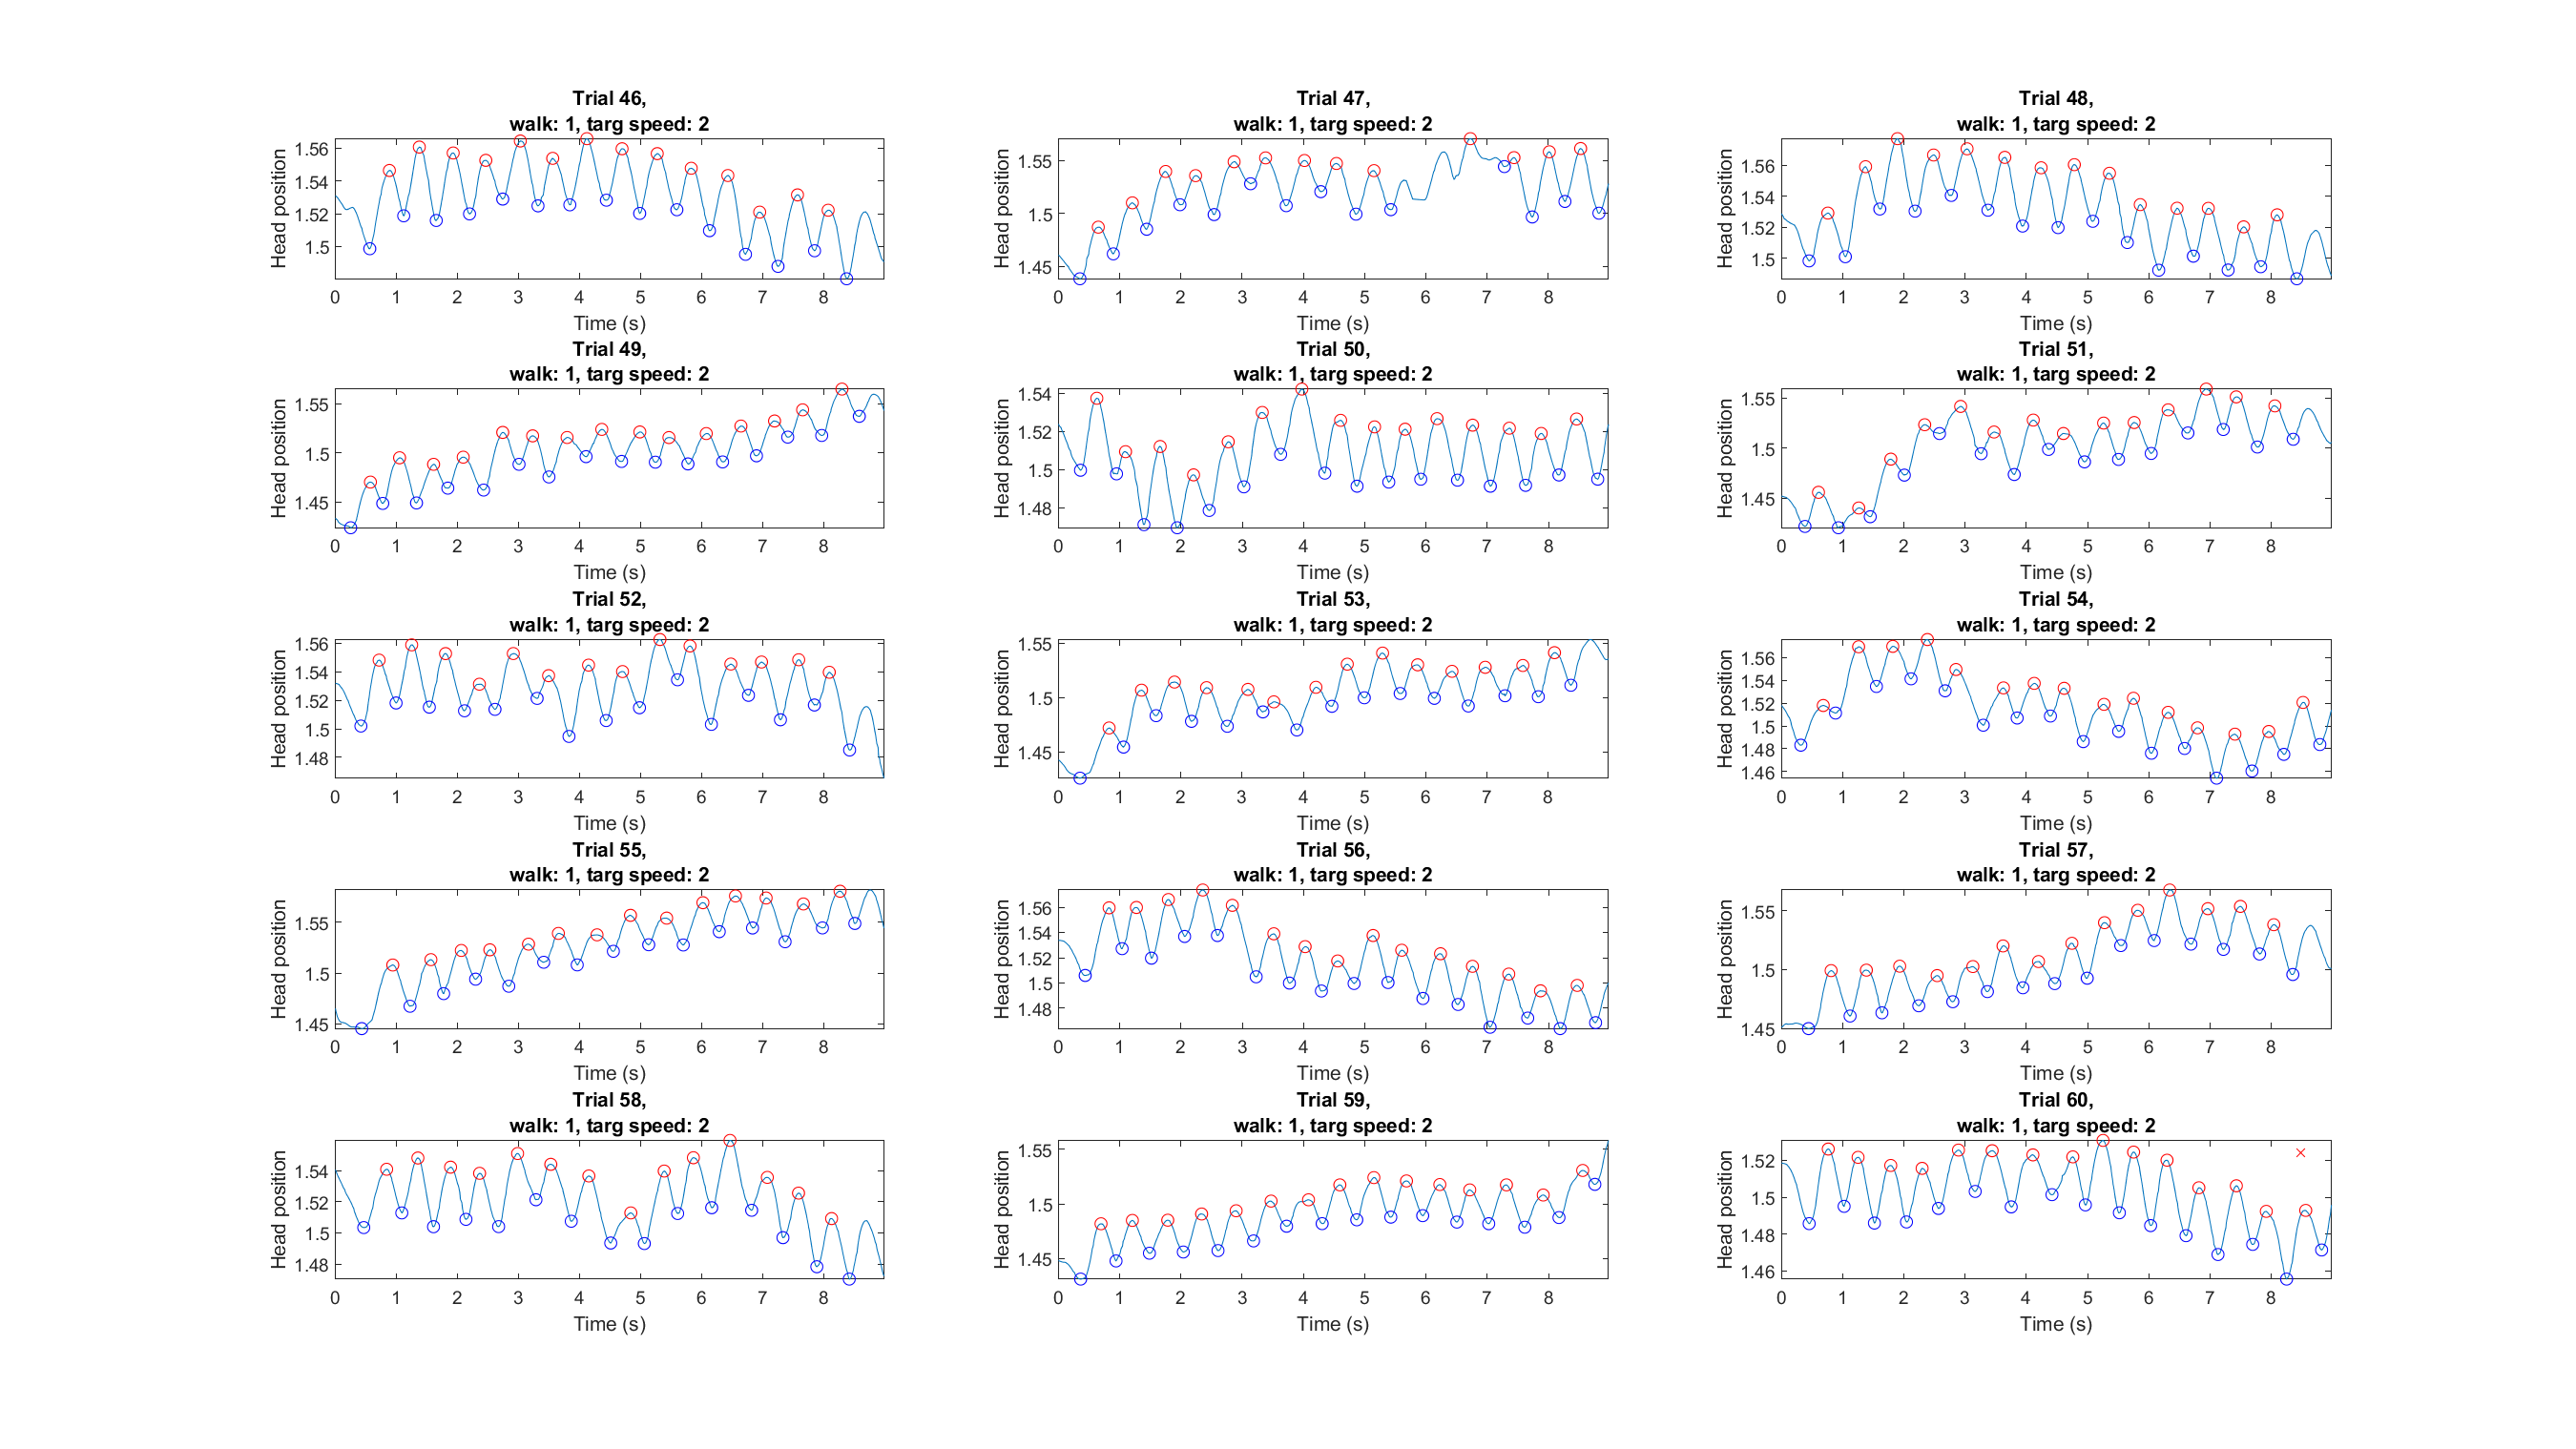 Trial 46,
walk: 1, targ speed: 2
Head position
1.56
1.54
1.52
1.5
0 1 2 3 4 5 6 7 8
Time (s)
Trial 47,
walk: 1, targ speed: 2
Head position
1.55
1.5
1.45
0 1 2 3 4 5 6 7 8
Time (s)
Trial 48,
walk: 1, targ speed: 2
Head position
1.56
1.54
1.52
1.5
0 1 2 3 4 5 6 7 8
Time (s)
Trial 49,
walk: 1, targ speed: 2
Head position
1.55
1.5
1.45
0 1 2 3 4 5 6 7 8
Time (s)
Trial 50,
walk: 1, targ speed: 2
Head position
1.54
1.52
1.5
1.48
0 1 2 3 4 5 6 7 8
Time (s)
Trial 51,
walk: 1, targ speed: 2
Head position
1.55
1.5
1.45
0 1 2 3 4 5 6 7 8
Time (s)
Trial 52,
walk: 1, targ speed: 2
Head position
1.56
1.54
1.52
1.5
1.48
0 1 2 3 4 5 6 7 8
Time (s)
Trial 53,
walk: 1, targ speed: 2
Head position
1.55
1.5
1.45
0 1 2 3 4 5 6 7 8
Time (s)
Trial 54,
walk: 1, targ speed: 2
Head position
1.56
1.54
1.52
1.5
1.48
1.46
0 1 2 3 4 5 6 7 8
Time (s)
Trial 55,
walk: 1, targ speed: 2
Head position
1.55
1.5
1.45
0 1 2 3 4 5 6 7 8
Time (s)
Trial 56,
walk: 1, targ speed: 2
Head position
1.56
1.54
1.52
1.5
1.48
0 1 2 3 4 5 6 7 8
Time (s)
Trial 57,
walk: 1, targ speed: 2
Head position
1.55
1.5
1.45
0 1 2 3 4 5 6 7 8
Time (s)
Trial 58,
walk: 1, targ speed: 2
Head position
1.54
1.52
1.5
1.48
0 1 2 3 4 5 6 7 8
Time (s)
Trial 59,
walk: 1, targ speed: 2
Head position
1.55
1.5
1.45
0 1 2 3 4 5 6 7 8
Time (s)
Trial 60,
walk: 1, targ speed: 2
Head position
1.52
1.5
1.48
1.46
0 1 2 3 4 5 6 7 8
Time (s)